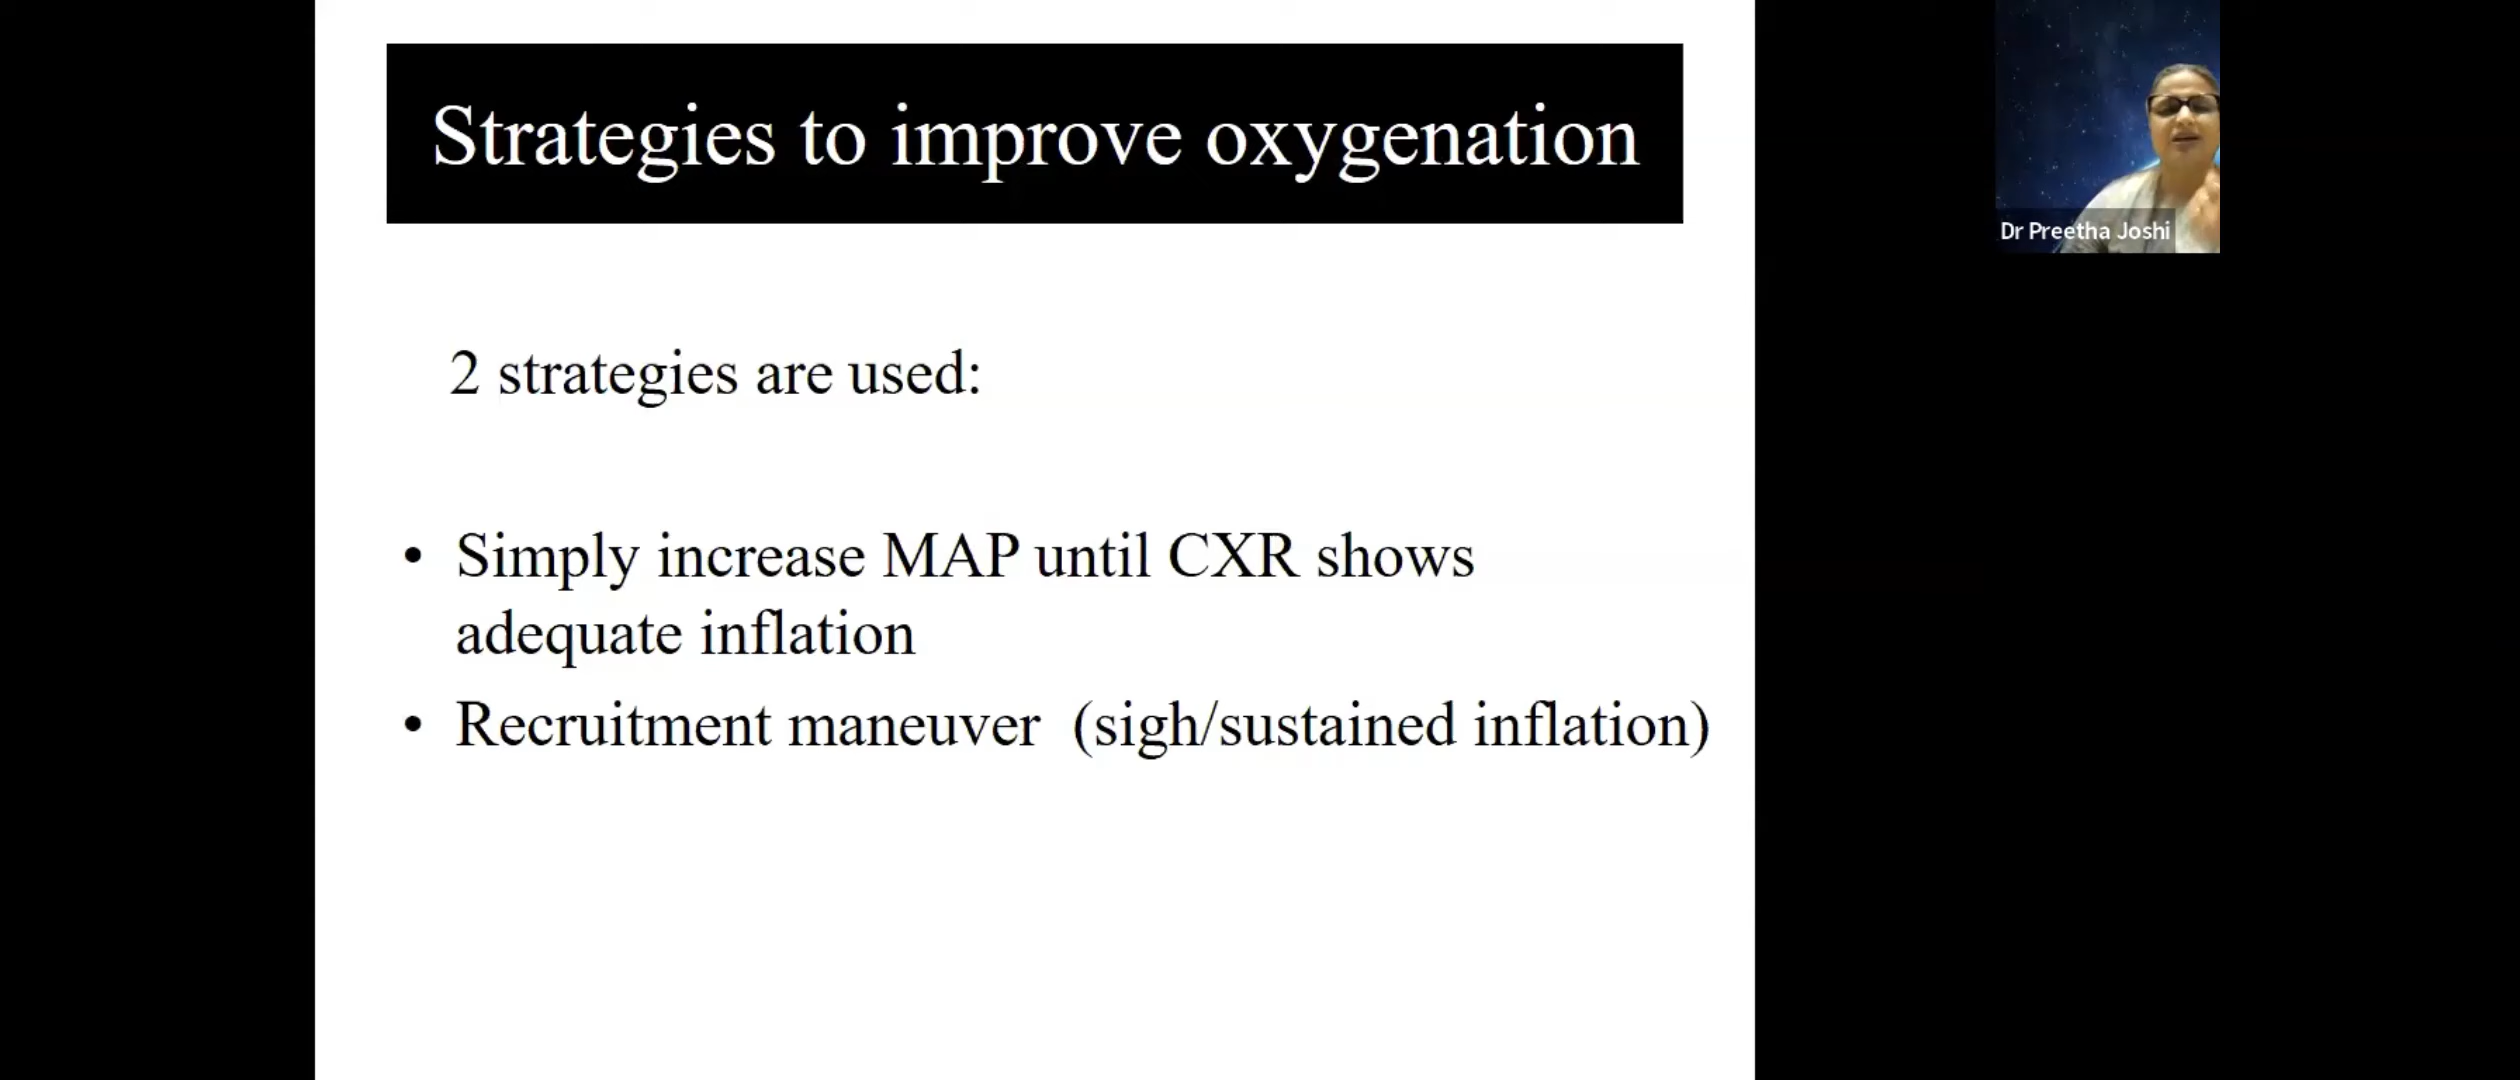 Strategies to improve oxygenation
2 strategies are used:
• Simply increase MAP until CXR shows
adequate inflation
• Recruitment maneuver (sigh/sustained inflation)
Dr Preetha Joshi